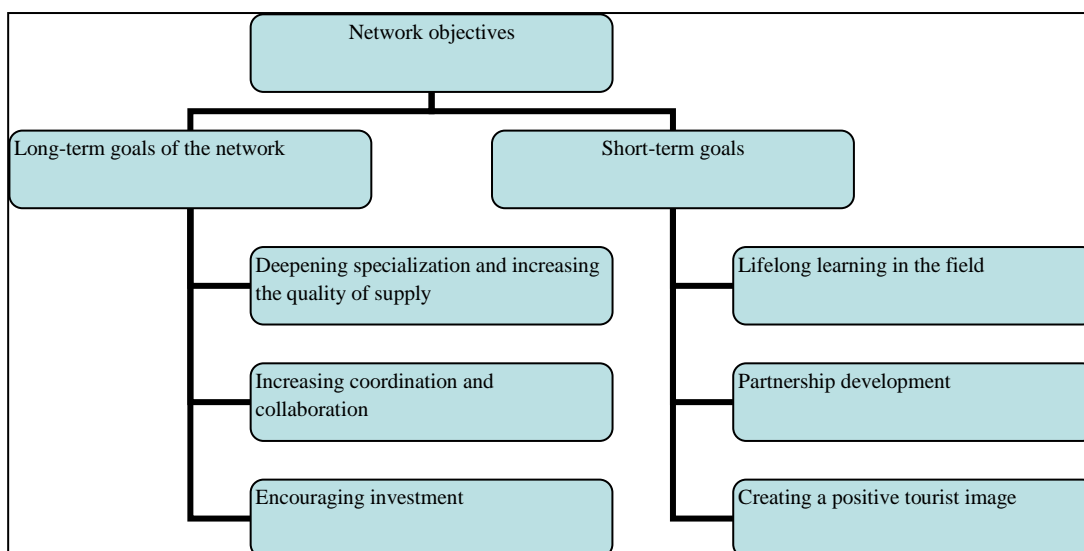 Network objectives
Long-term goals of the network
Short-term goals
Deepening specialization and increasing
the quality of supply
Lifelong learning in the field
Increasing coordination and
collaboration
Partnership development
Encouraging investment
Creating a positive tourist image